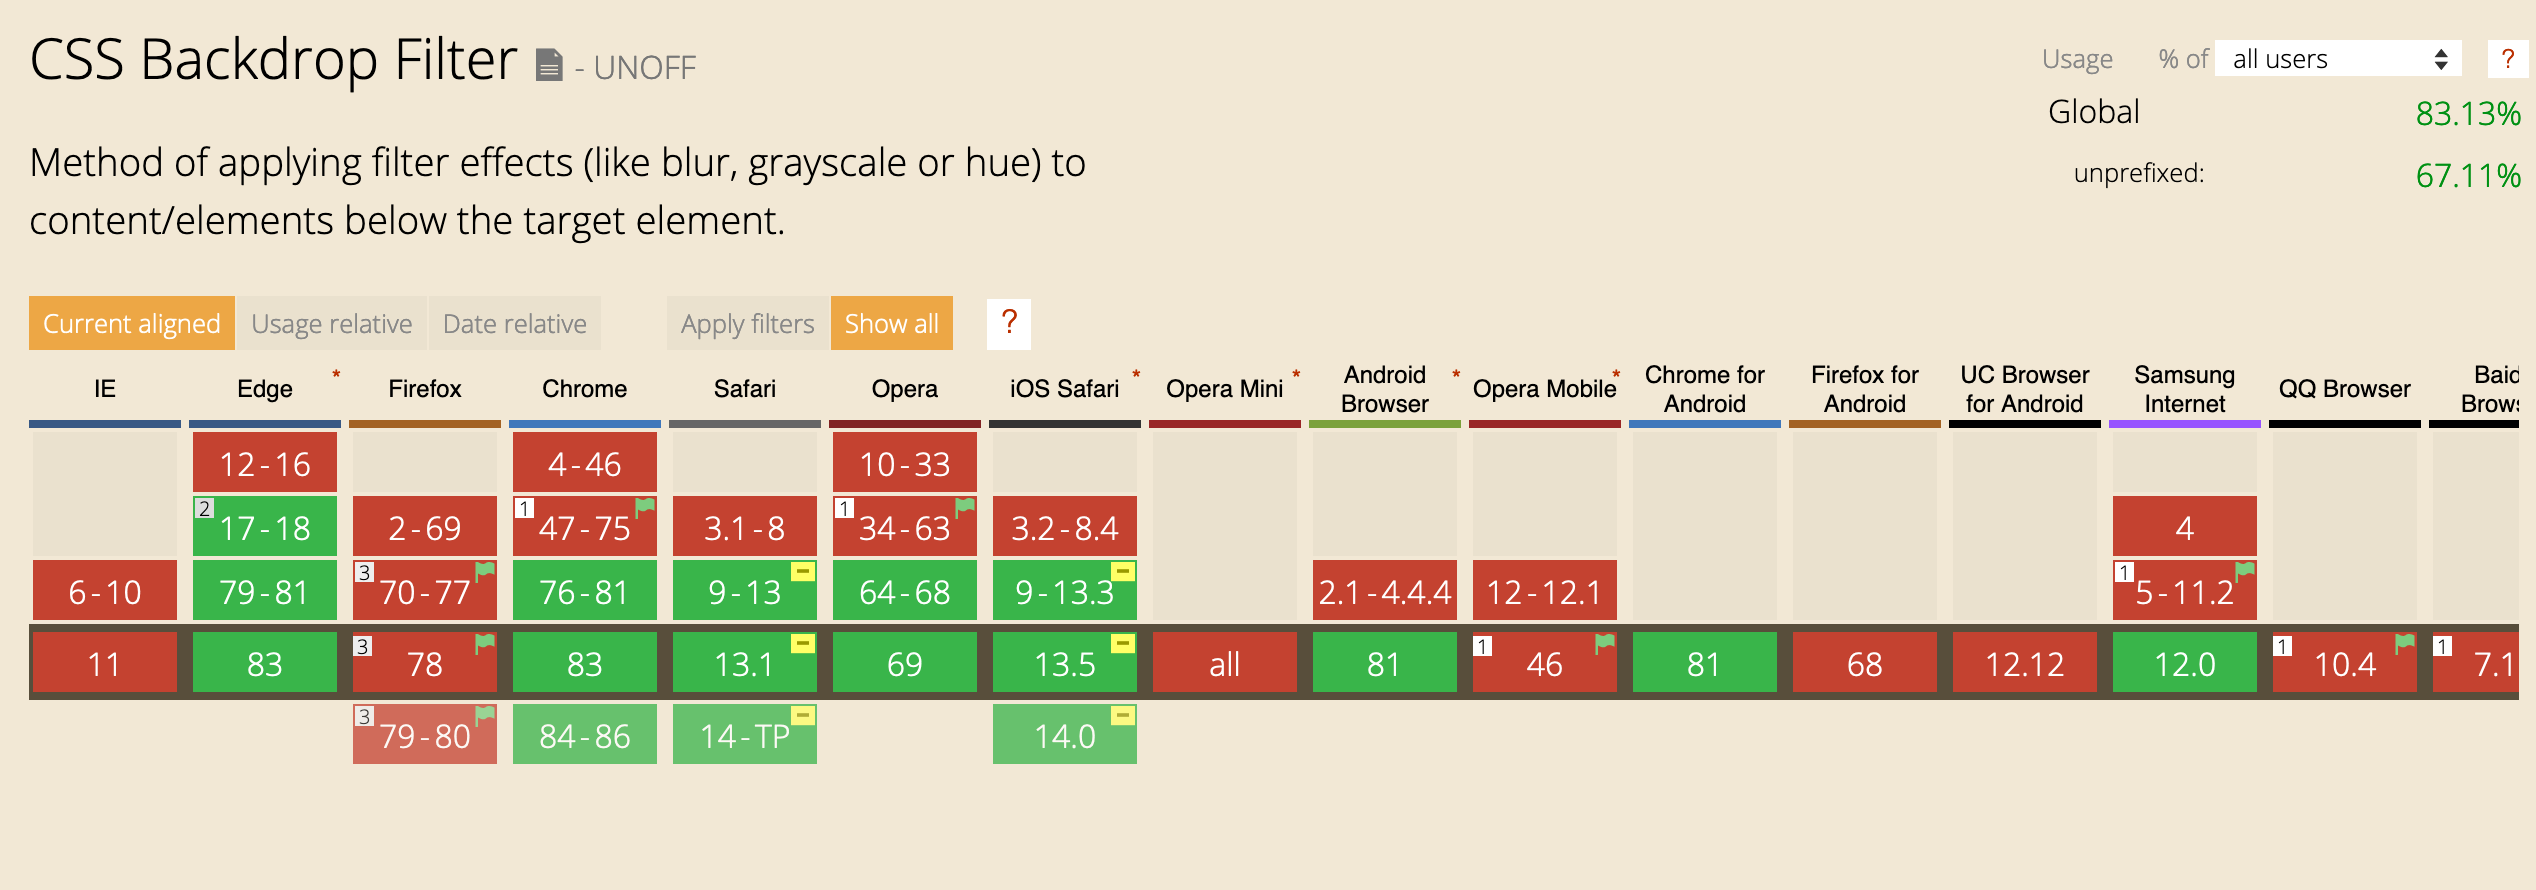 CSS Backdrop Filter - UNOFF
Usage % of all users ?
Global 83.13%
unprefixed: 67.11%
Method of applying filter effects (like blur, grayscale or hue) to
content/elements below the target element.
Current aligned Usage relative Date relative Apply filters Show all ?
IE Edge * Firefox Chrome Safari Opera iOS Safari * Opera Mini * Android Browser * Opera Mobile * Chrome for Android Firefox for Android UC Browser for Android Samsung Internet QQ Browser
12-16 4-46 10-33
2 17-18 2-69 1 47-75 3.1-8 1 34-63 3.2-8.4 4
6-10 79-81 3 70-77 76-81 9-13 64-68 9-13.3 2.1-4.4.4 12-12.1 1 5-11.2
11 83 3 78 83 13.1 69 13.5 all 81 1 46 81 68 12.12 12.0 1 10.4 1 7.1
3 79-80 84-86 14-TP 14.0